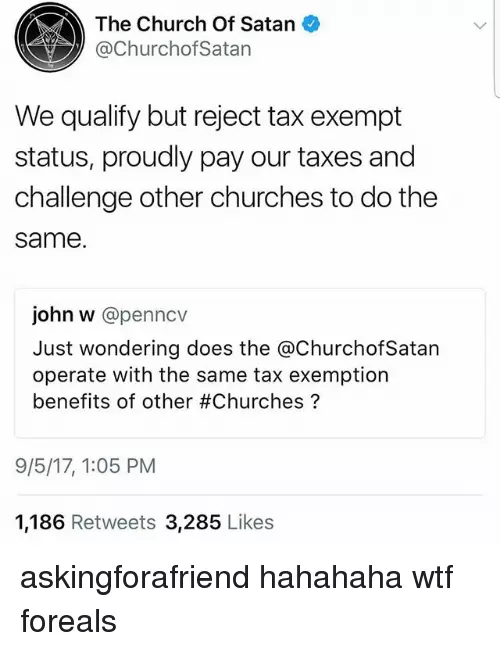 The Church Of Satan
@ChurchofSatan
We qualify but reject tax exempt
status, proudly pay our taxes and
challenge other churches to do the
same.
john w @penncv
Just wondering does the @ChurchofSatan
operate with the same tax exemption
benefits of other #Churches ?
9/5/17, 1:05 PM
1,186 Retweets 3,285 Likes
askingforafriend hahahaha wtf
foreals